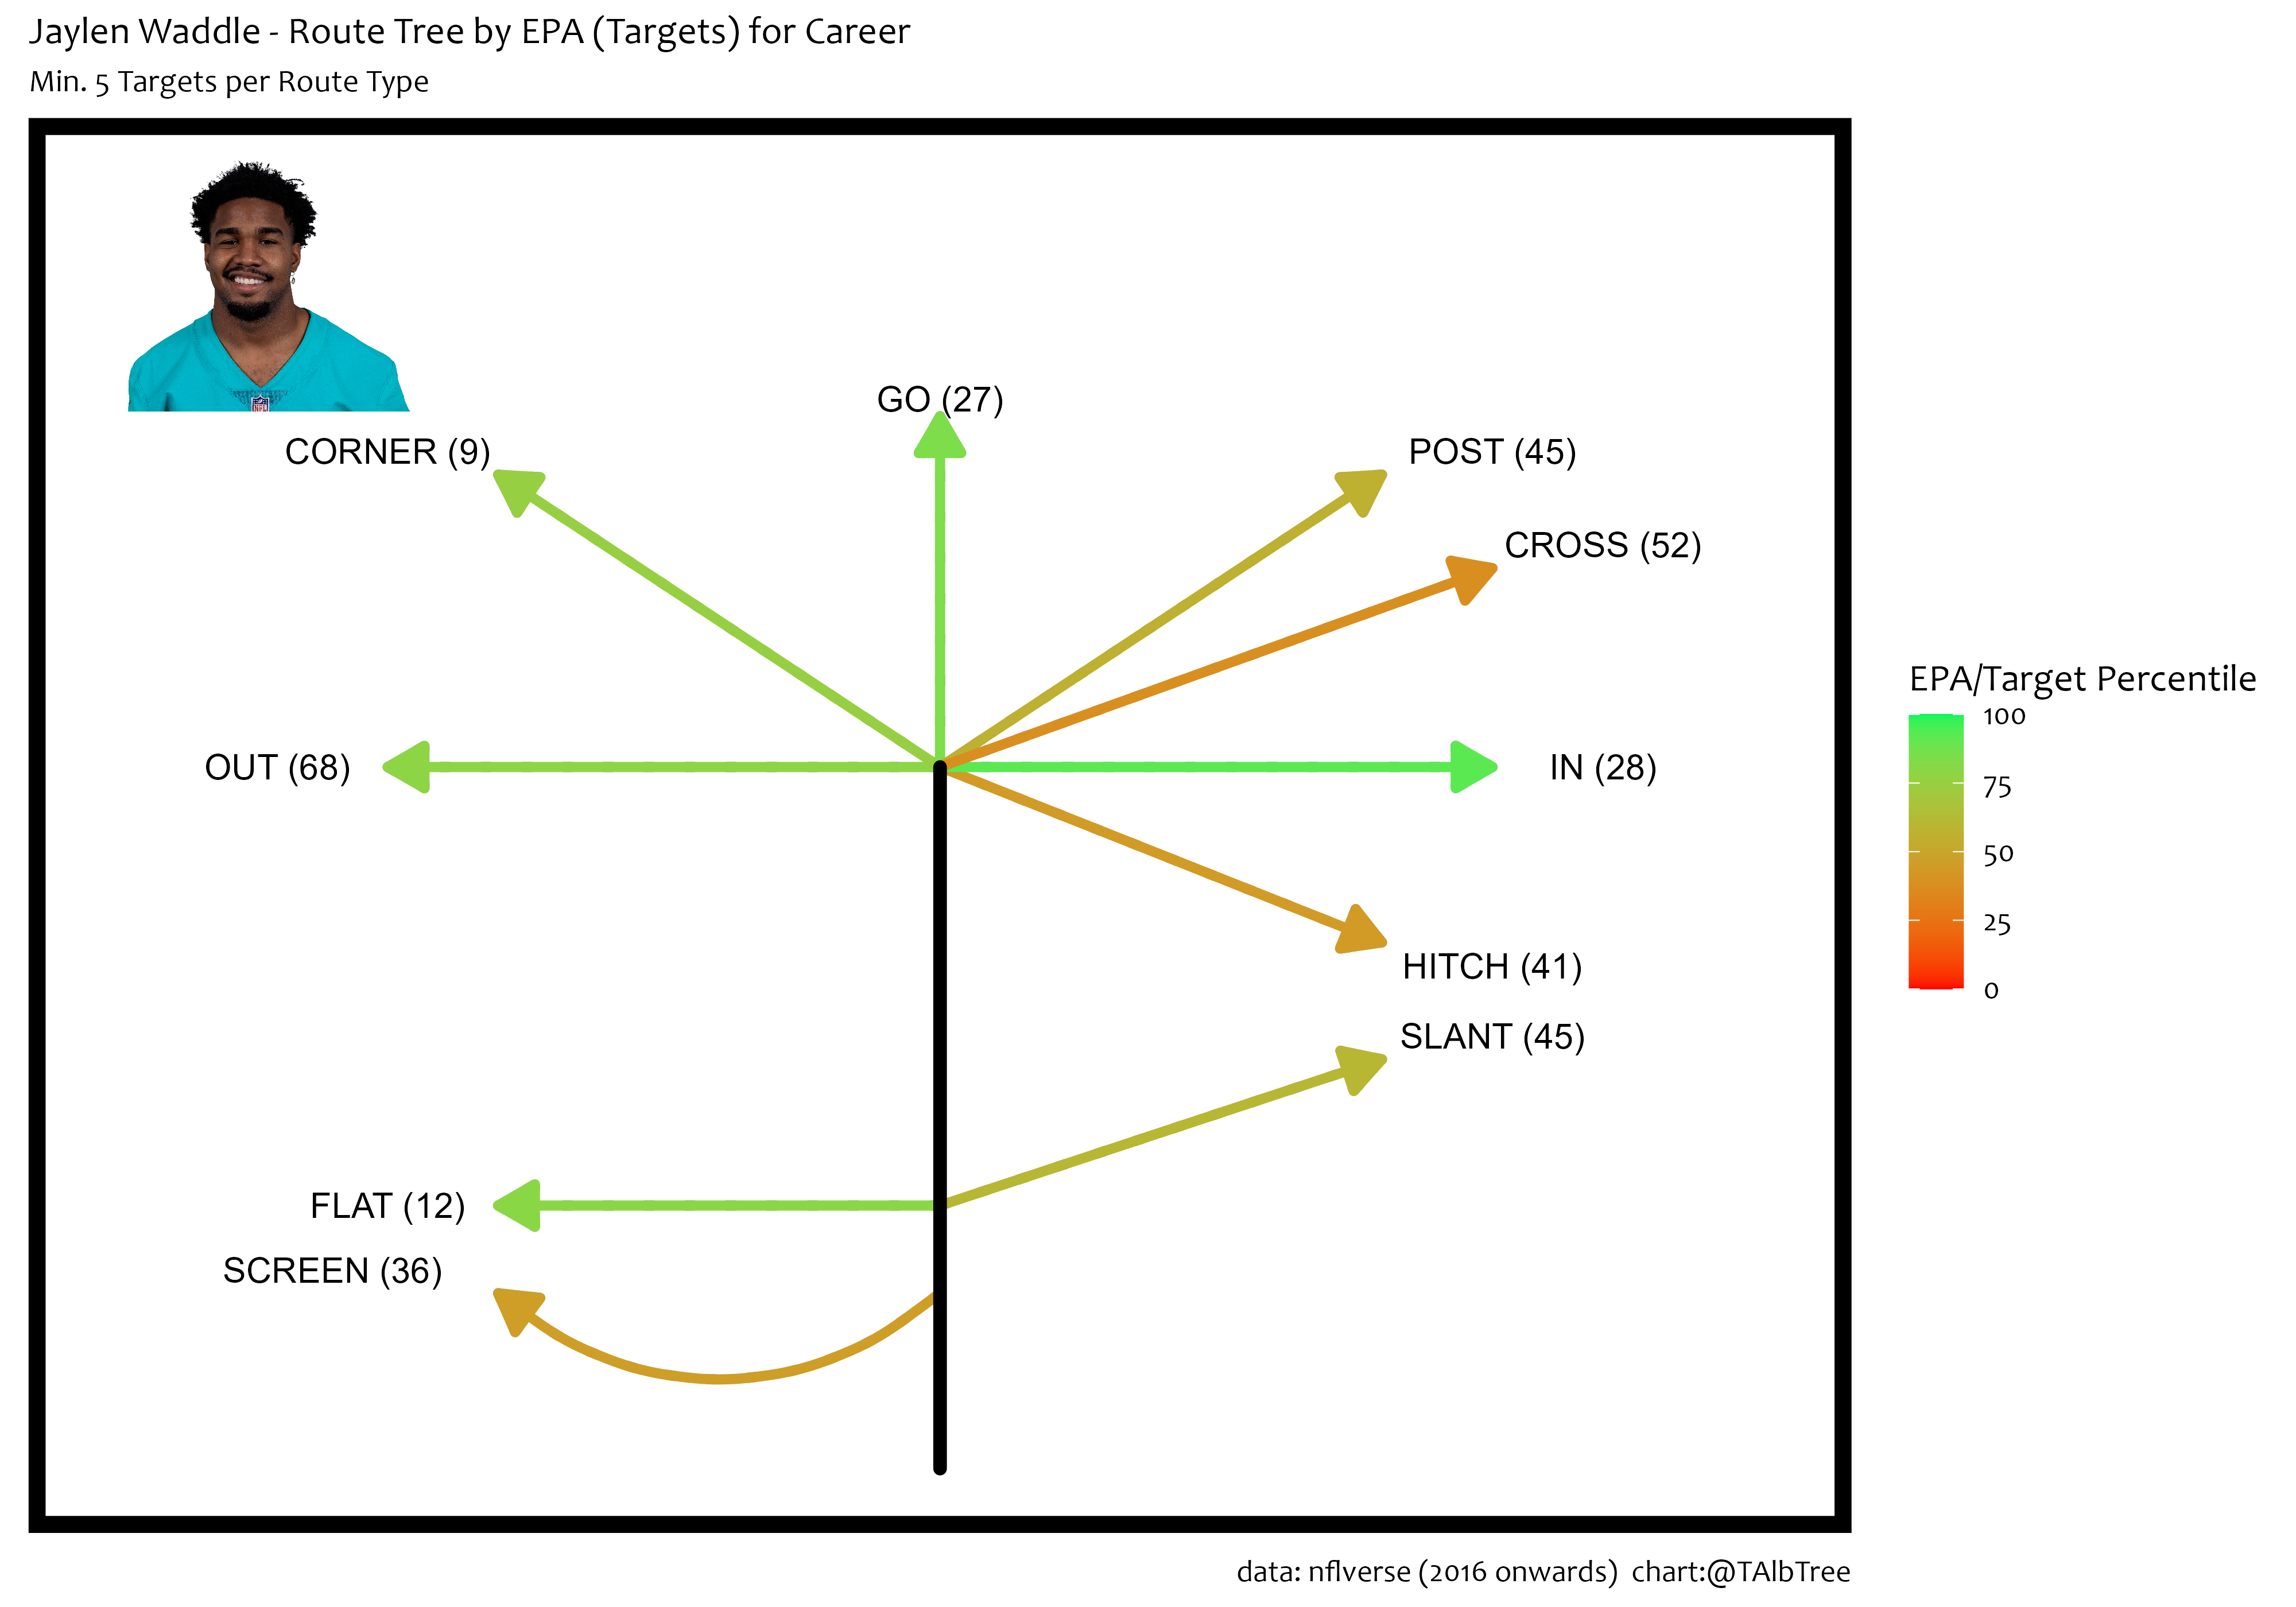 Jaylen Waddle - Route Tree by EPA (Targets) for Career
Min. 5 Targets per Route Type
NFL
GO (27)
CORNER (9)
POST (45)
CROSS (52)
OUT (68)
IN (28)
HITCH (41)
SLANT (45)
FLAT (12)
SCREEN (36)
EPA/Target Percentile
100
75
50
25
0
data: nflverse (2016 onwards)  chart:@TAlbTree